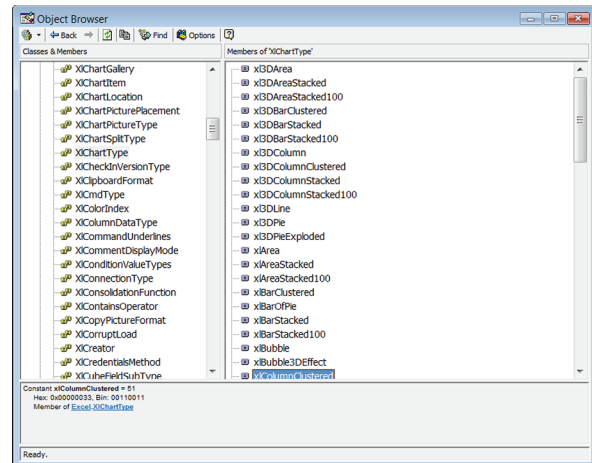 Object Browser
Back Find Options
Classes & Members
Members of 'XlChartType'
XlChartGallery
XlChartItem
XlChartLocation
XlChartPicturePlacement
XlChartPictureType
XlChartSplitType
XlChartType
XlCheckInVersionType
XlClipboardFormat
XlCmdType
XlColorIndex
XlColumnDataType
XlCommandUnderlines
XlCommentDisplayMode
XlConditionValueTypes
XlConnectionType
XlConsolidationFunction
XlContainsOperator
XlCopyPictureFormat
XlCorruptLoad
XlCreator
XlCredentialsMethod
XlCubeFieldSubType
xl3DArea
xl3DAreaStacked
xl3DAreaStacked100
xl3DBarClustered
xl3DBarStacked
xl3DBarStacked100
xl3DColumn
xl3DColumnClustered
xl3DColumnStacked
xl3DColumnStacked100
xl3DLine
xl3DPie
xl3DPieExploded
xlArea
xlAreaStacked
xlAreaStacked100
xlBarClustered
xlBarOfPie
xlBarStacked
xlBarStacked100
xlBubble
xlBubble3DEffect
xlColumnClustered
Constant xlColumnClustered = 51
Hex: 0x00000033, Bin: 00110011
Member of Excel.XlChartType
Ready.